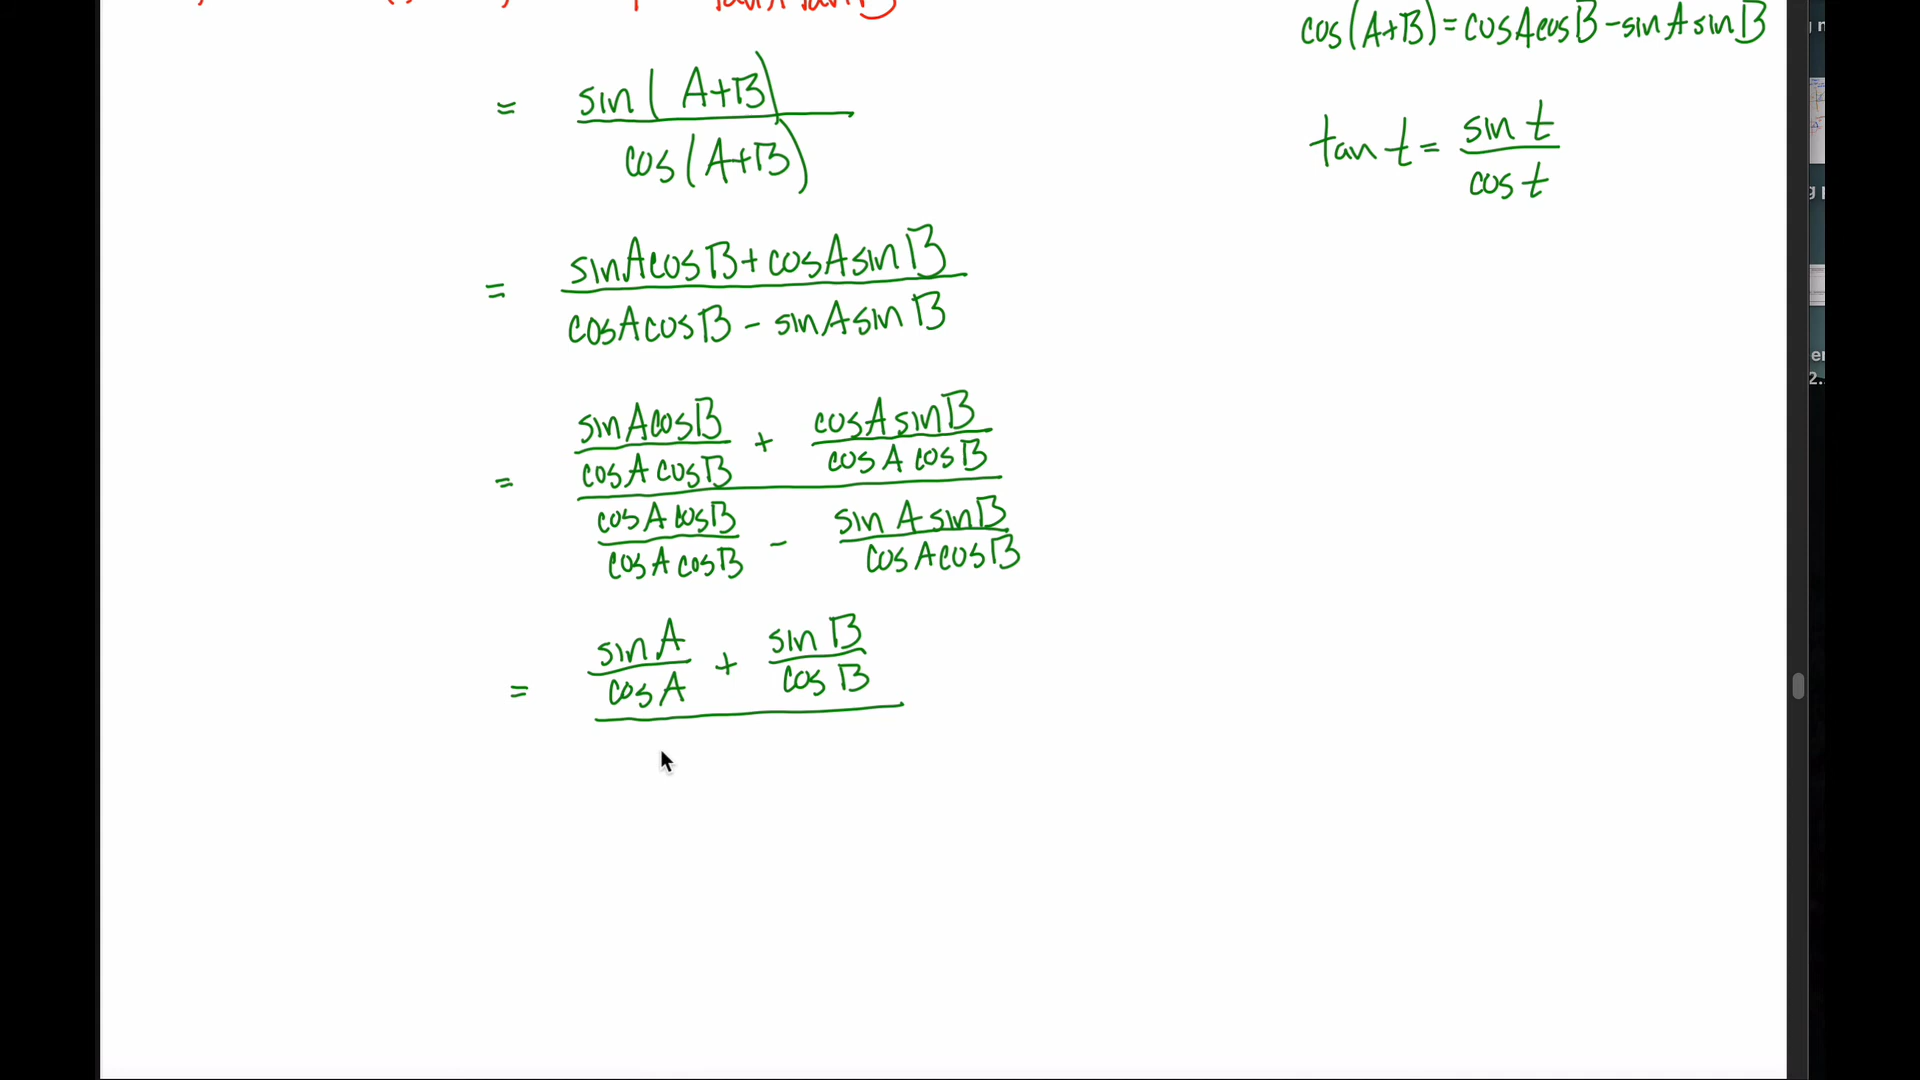 cos(A+B)=cosAcosB-sinAsinB
= sin(A+B)
cos(A+B)
tan t = sin t
cos t
= sinAcosB+cosAsinB
cosAcosB - sinAsinB
= sinAcosB + cosAsinB
cosAcosB cosAcosB
cosAcosB - sinAsinB
cosAcosB cosAcosB
= sinA + sinB
cosA cosB